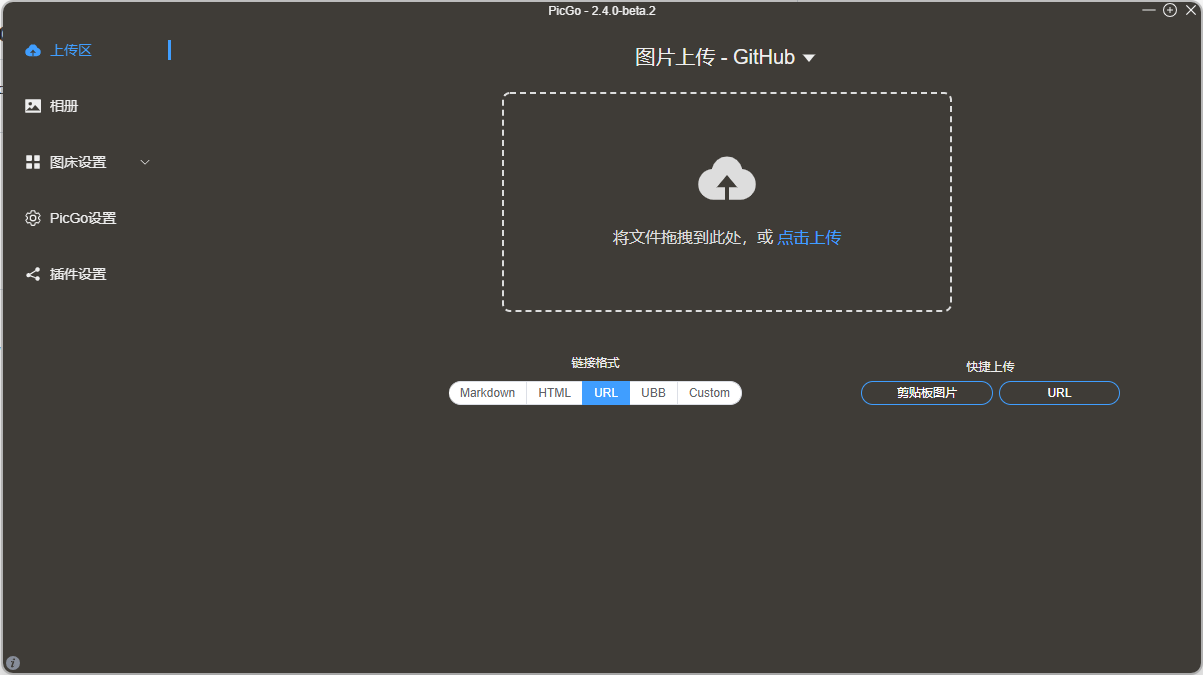 PicGo - 2.4.0-beta.2
上传区
相册
图床设置
PicGo设置
插件设置
图片上传 - GitHub
将文件拖拽到此处，或 点击上传
链接格式
Markdown HTML URL UBB Custom
快捷上传
剪贴板图片 URL